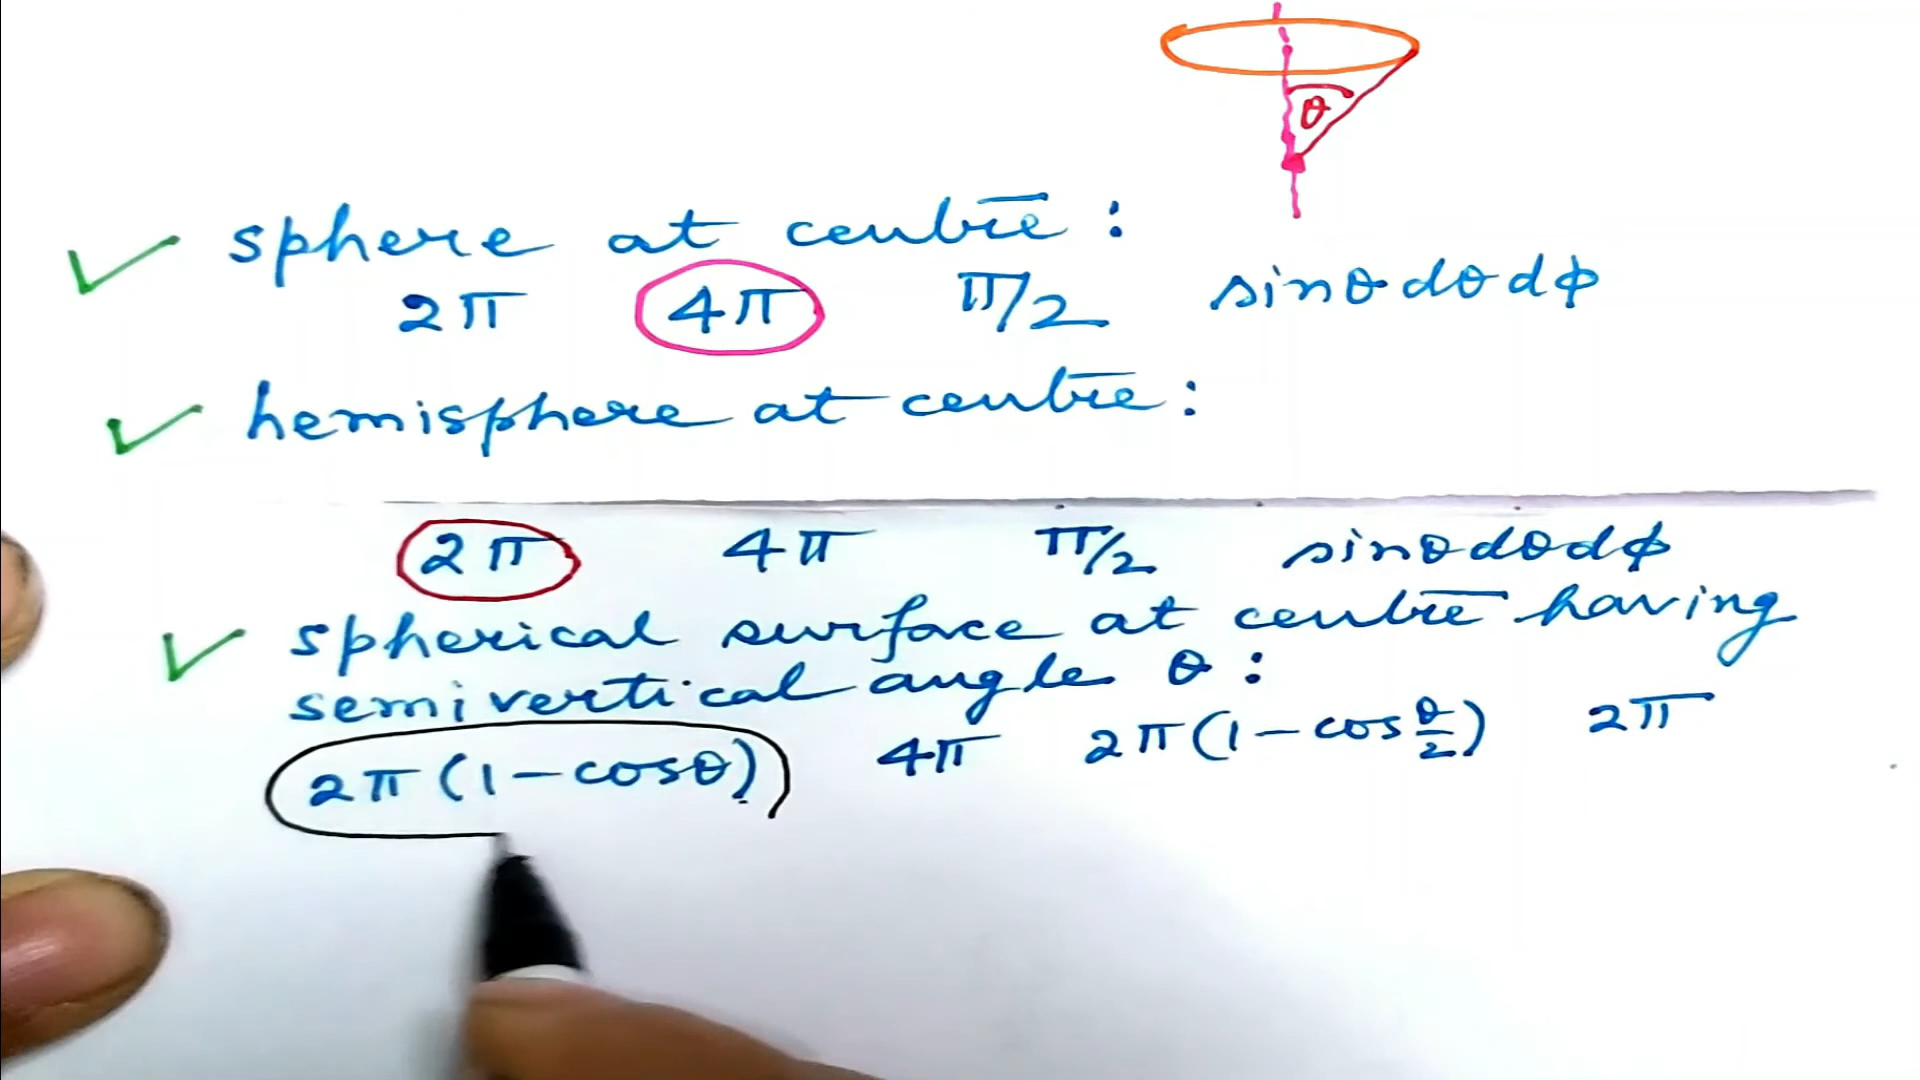 θ
sphere at centre :
2π 4π π/2 sinθdθdϕ
hemisphere at centre :
2π 4π π/2 sinθdθdϕ
spherical surface at centre having
semivertical angle θ :
2π(1-cosθ) 4π 2π(1-cos θ/2) 2π